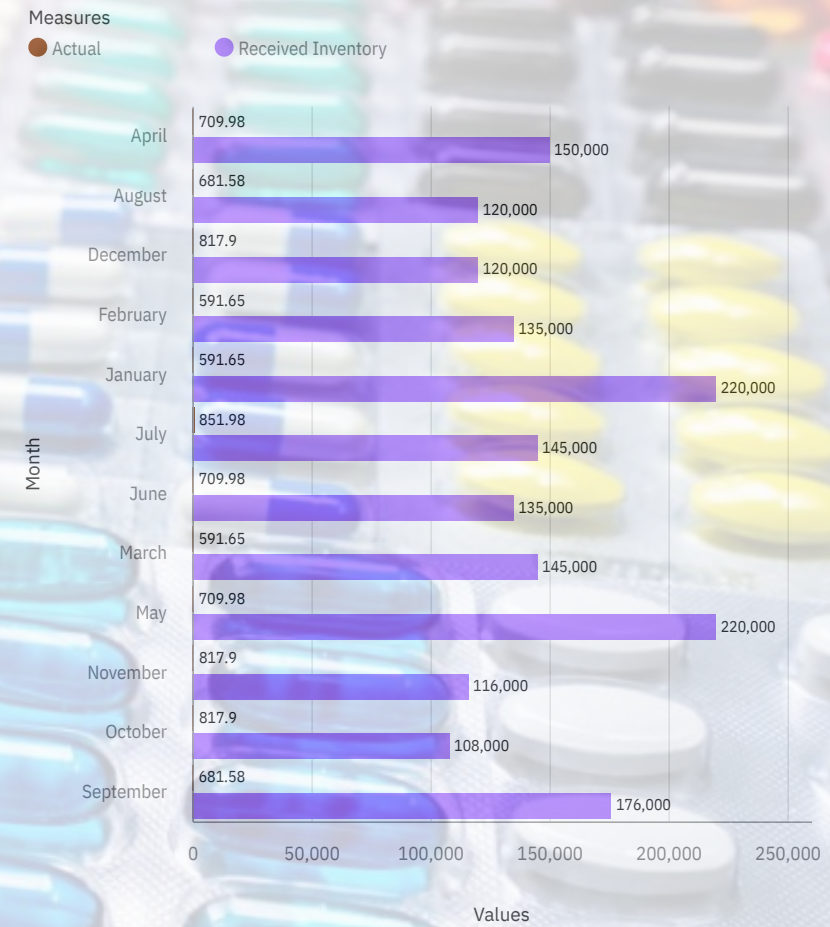 Measures
Actual Received Inventory
709.98
April
150,000
681.58
August
120,000
817.9
December
120,000
591.65
February
135,000
591.65
January
220,000
851.98
July
145,000
Month
709.98
June
135,000
591.65
March
145,000
709.98
May
220,000
817.9
November
116,000
817.9
October
108,000
681.58
September
176,000
0 50,000 100,000 150,000 200,000 250,000
Values